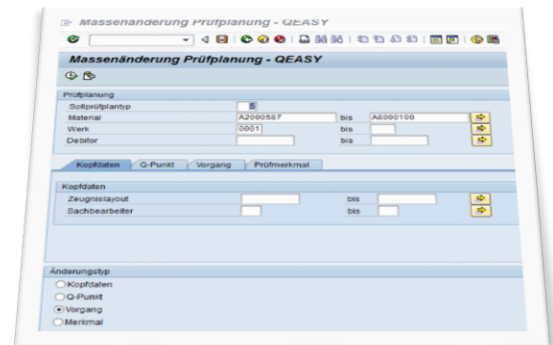 Massenänderung Prüfplanung - QEASY
Massenänderung Prüfplanung - QEASY
Prüfplanung
Sollprüfplantyp 5
Material A2000587 bis A8000100
Werk 0001 bis
Debitor bis
Kopfdaten Q-Punkt Vorgang Prüfmerkmal
Kopfdaten
Zeugnislayout bis
Sachbearbeiter bis
Änderungstyp
Kopfdaten
Q-Punkt
Vorgang
Merkmal